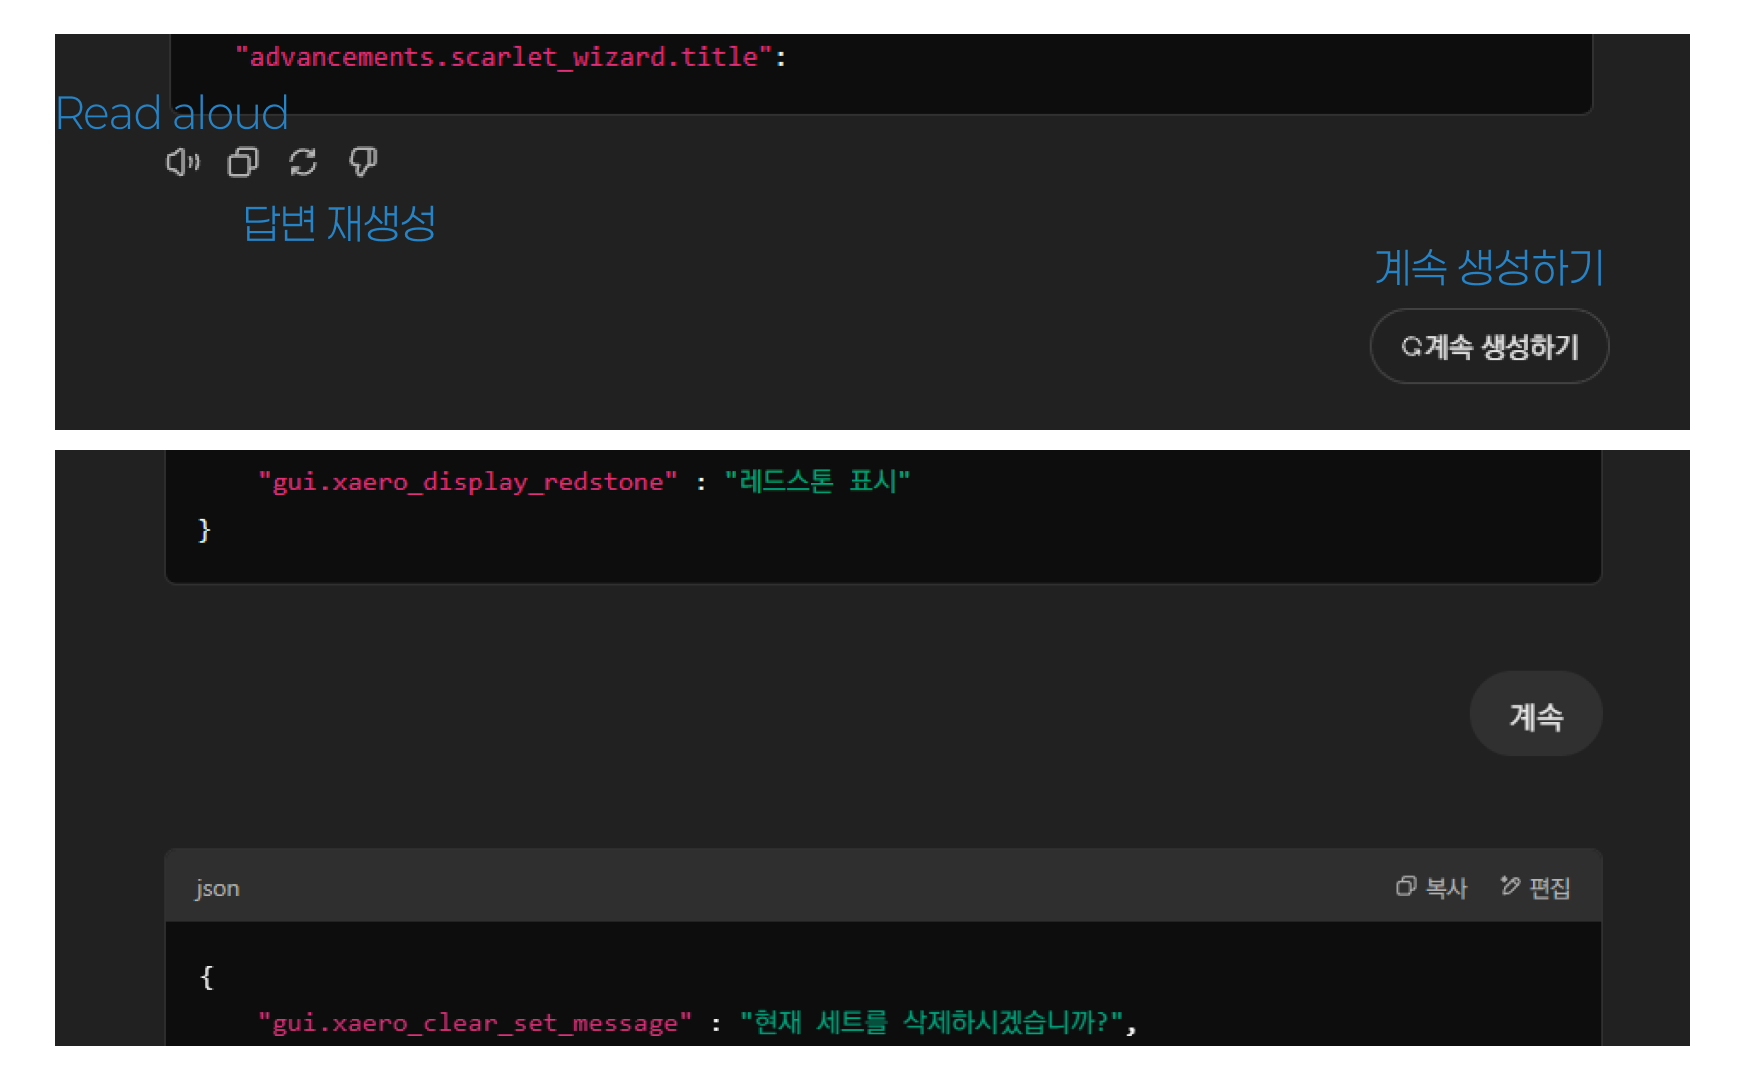 "advancements.scarlet_wizard.title":
Read aloud
답변 재생성
계속 생성하기
계속 생성하기
"gui.xaero_display_redstone" : "레드스톤 표시"
}
계속
json 복사 편집
{
"gui.xaero_clear_set_message" : "현재 세트를 삭제하시겠습니까?",